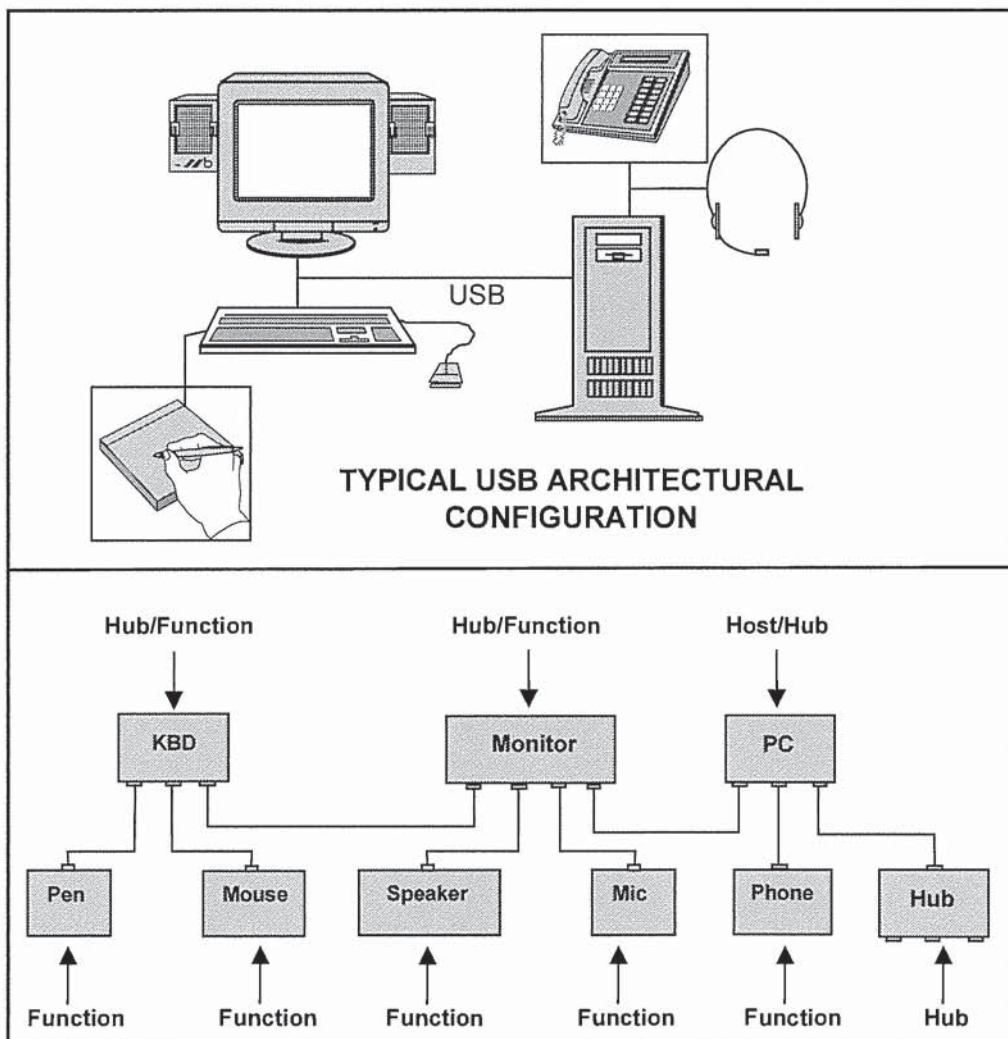 USB
TYPICAL USB ARCHITECTURAL
CONFIGURATION
Hub/Function Hub/Function Host/Hub
KBD Monitor PC
Pen Mouse Speaker Mic Phone Hub
Function Function Function Function Function Hub